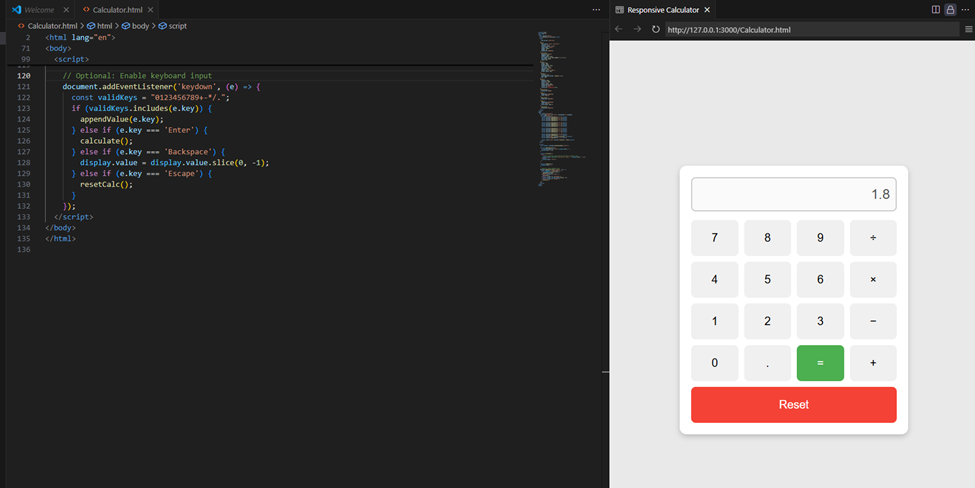 Welcome
Calculator.html
Calculator.html > html > body > script
2 <html lang="en">
71 <body>
99 <script>
120 // Optional: Enable keyboard input
121 document.addEventListener('keydown', (e) => {
122 const validKeys = "0123456789+-*/.";
123 if (validKeys.includes(e.key)) {
124 appendValue(e.key);
125 } else if (e.key === 'Enter') {
126 calculate();
127 } else if (e.key === 'Backspace') {
128 display.value = display.value.slice(0, -1);
129 } else if (e.key === 'Escape') {
130 resetCalc();
131 }
132 });
133 </script>
134 </body>
135 </html>
136
Responsive Calculator
http://127.0.0.1:3000/Calculator.html
1.8
7 8 9 ÷
4 5 6 ×
1 2 3 −
0 . = +
Reset